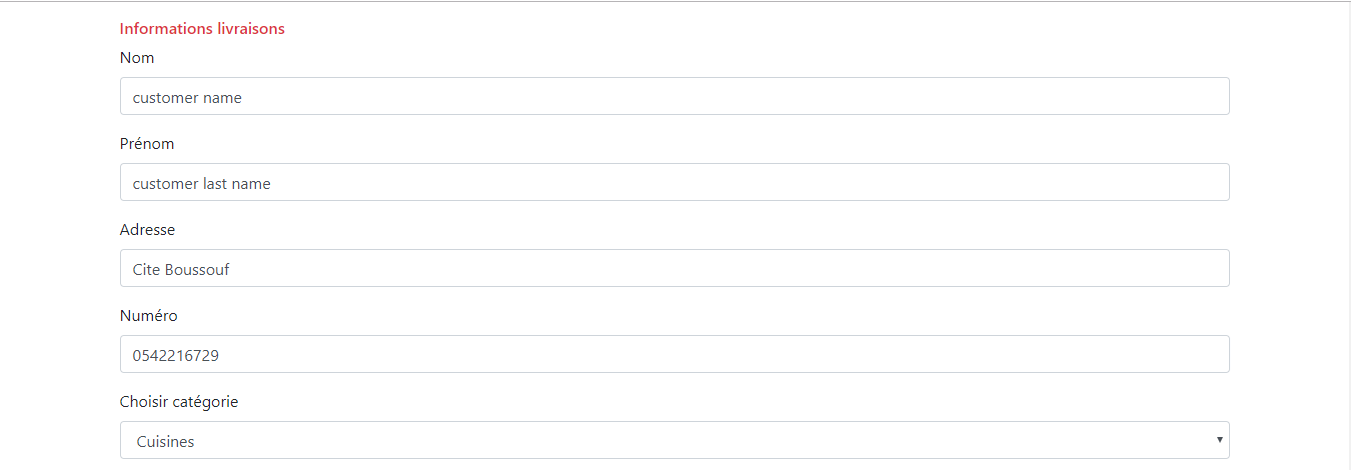 Informations livraisons
Nom
customer name
Prénom
customer last name
Adresse
Cite Boussouf
Numéro
0542216729
Choisir catégorie
Cuisines